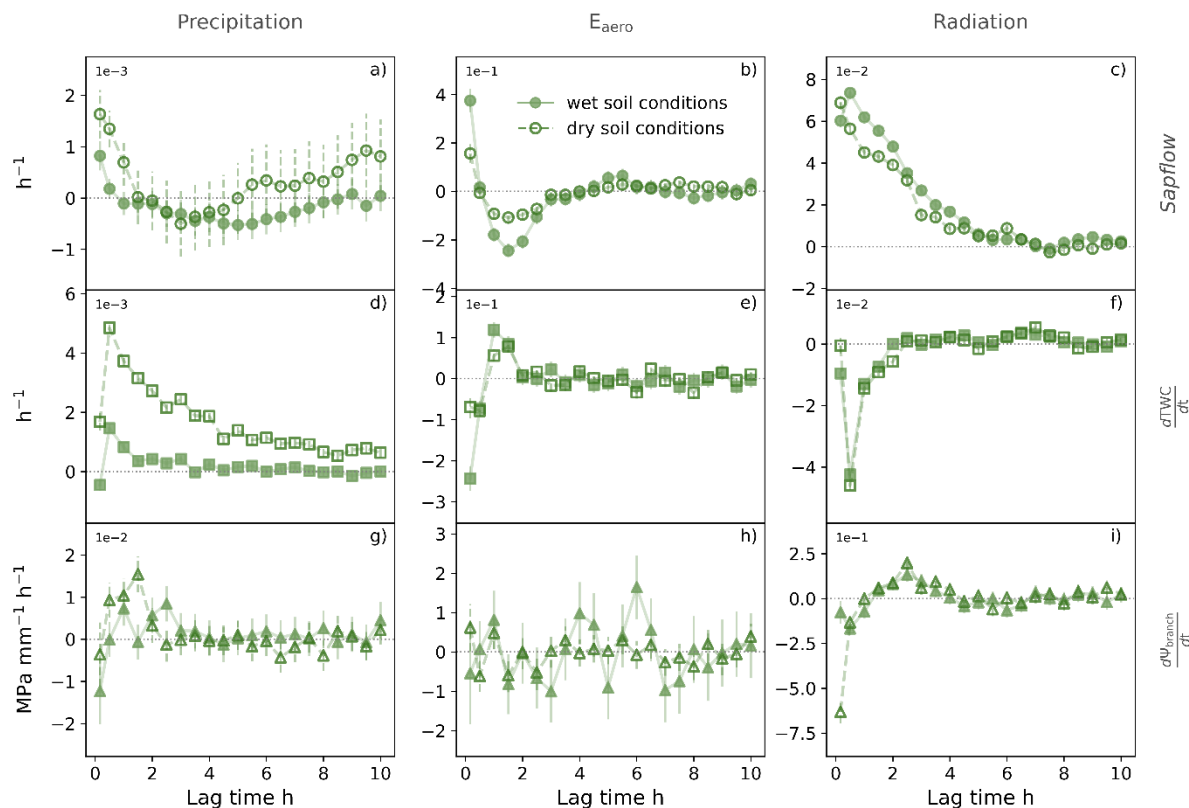 Precipitation
E_aero
Radiation
1e−3
a)
1e−1
b)
1e−2
c)
wet soil conditions
dry soil conditions
2
1
0
−1
4
2
0
−2
−4
8
6
4
2
0
−2
h⁻¹
Sapflow
1e−3
d)
1e−1
e)
1e−2
f)
6
4
2
0
2
1
0
−1
−2
−3
0
−2
−4
h⁻¹
dTWC
dt
1e−2
g)
h)
1e−1
i)
2
1
0
−1
−2
3
2
1
0
−1
−2
2.5
0.0
−2.5
−5.0
−7.5
MPa mm⁻¹ h⁻¹
dΨ_branch
dt
0 2 4 6 8 10
0 2 4 6 8 10
0 2 4 6 8 10
Lag time h
Lag time h
Lag time h